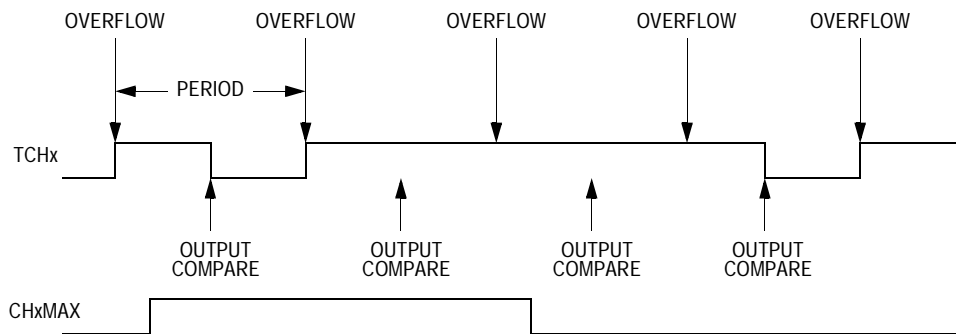 OVERFLOW OVERFLOW OVERFLOW OVERFLOW OVERFLOW
PERIOD
TCHx
OUTPUT COMPARE
OUTPUT COMPARE
OUTPUT COMPARE
OUTPUT COMPARE
CHxMAX